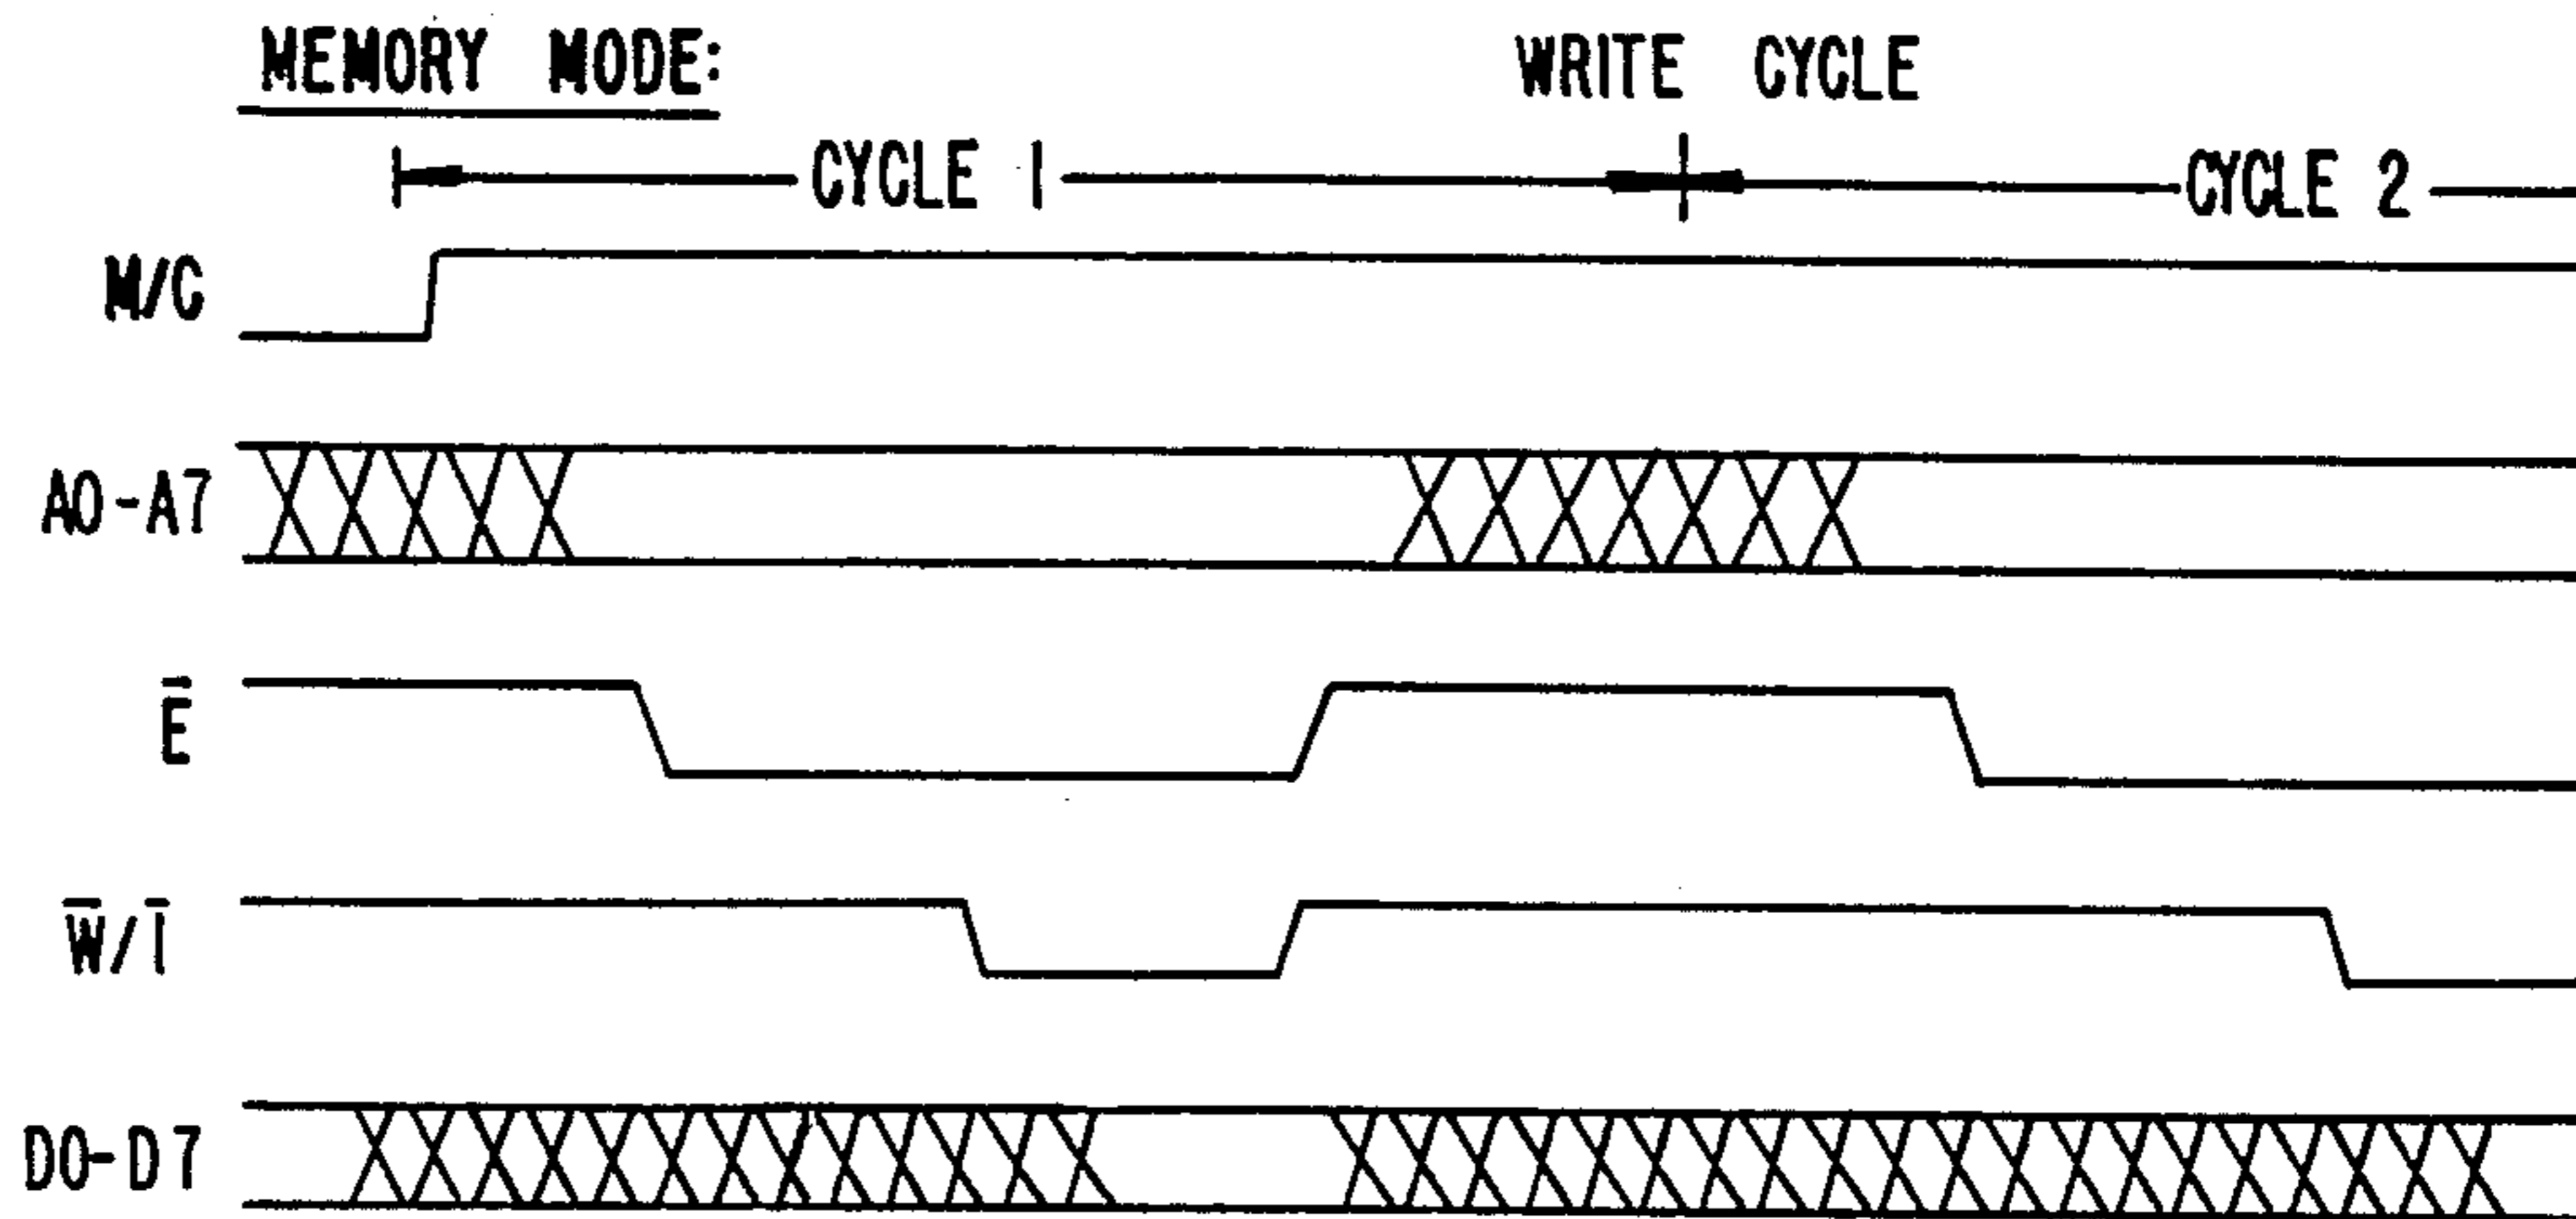 MEMORY MODE:
WRITE CYCLE
CYCLE 1
CYCLE 2
M/C
A0-A7
E̅
W̅/I̅
D0-D7